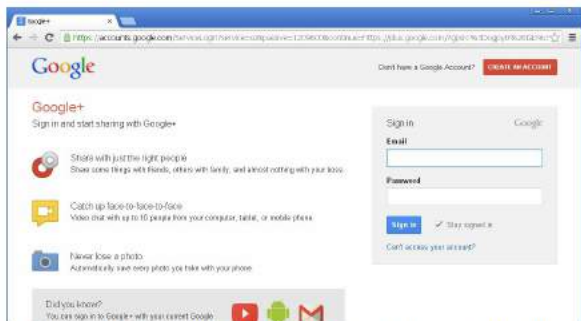 Google+
https://accounts.google.com/
Google
Don't have a Google Account?
CREATE AN ACCOUNT
Google+
Sign in and start sharing with Google+
Share with just the right people
Share some things with friends, others with family, and almost nothing with your boss.
Catch up face-to-face-to-face
Video chat with up to 10 people from your computer, tablet, or mobile phone.
Never lose a photo
Automatically save every photo you take with your phone.
Did you know?
You can sign in to Google+ with your current Google
Sign in
Google
Email
Password
Sign in
Stay signed in
Can't access your account?